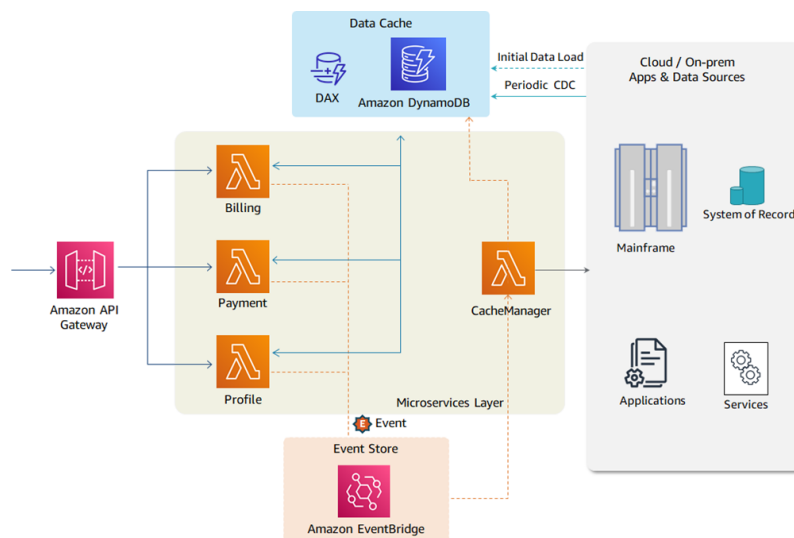 Data Cache
DAX
Amazon DynamoDB
Initial Data Load
Periodic CDC
Cloud / On-prem
Apps & Data Sources
Mainframe
System of Record
Applications
Services
Amazon API
Gateway
Billing
Payment
Profile
CacheManager
Microservices Layer
E
Event
Event Store
Amazon EventBridge